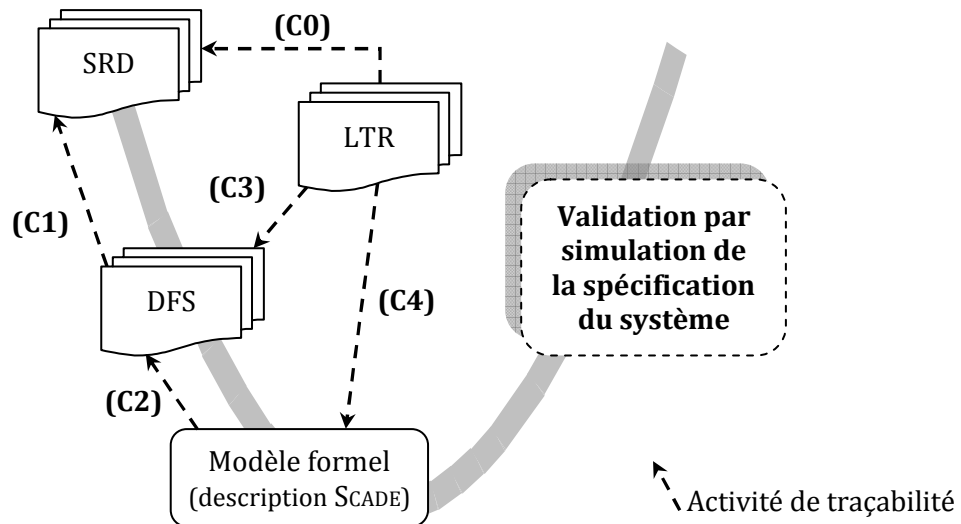 (C0)
SRD
LTR
(C3)
(C1)
Validation par
simulation de
la spécification
du système
DFS
(C4)
(C2)
Modèle formel
(description SCADE)
Activité de traçabilité